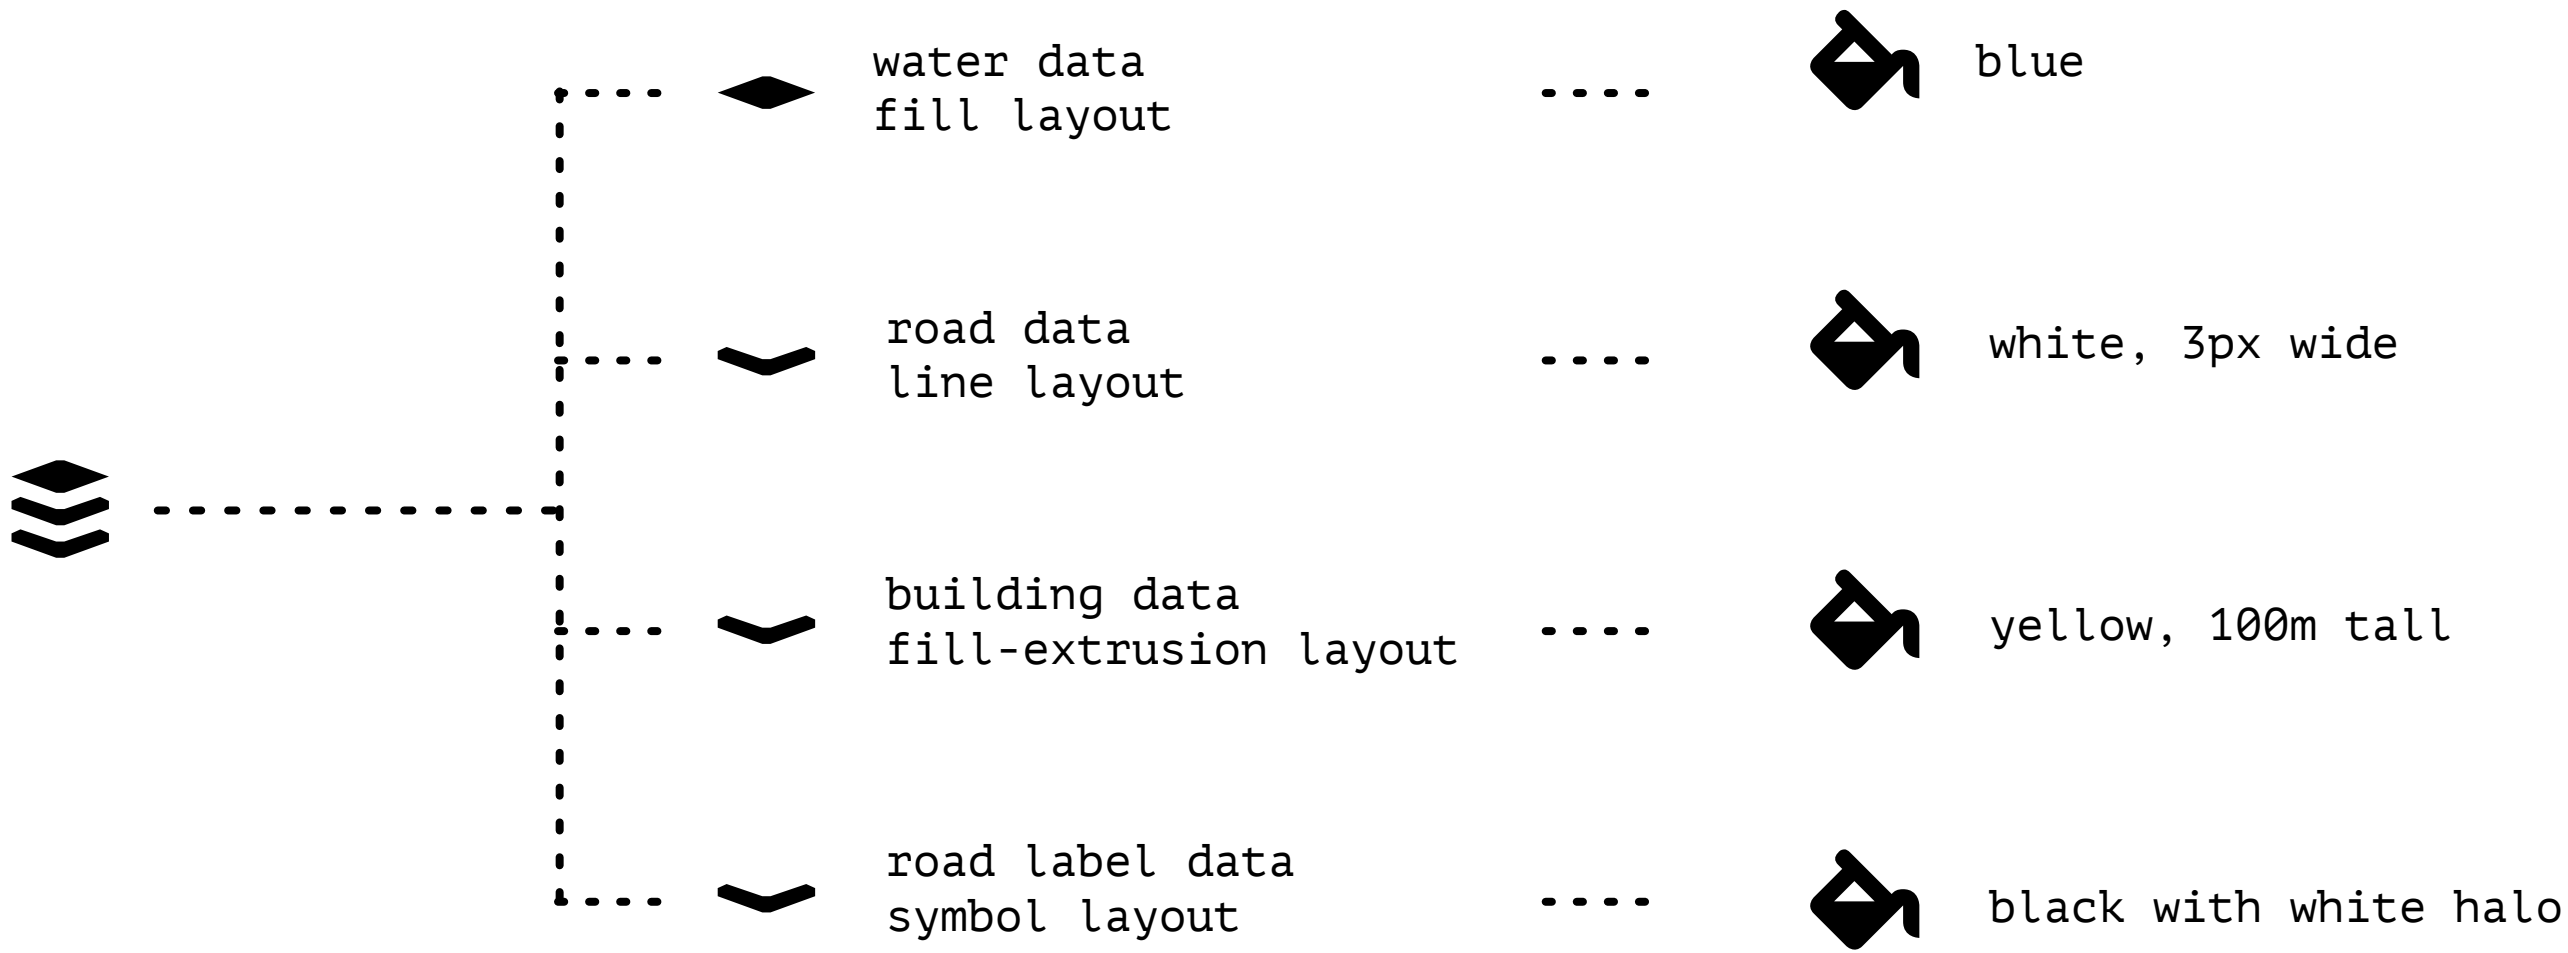 water data
fill layout
blue
road data
line layout
white, 3px wide
building data
fill-extrusion layout
yellow, 100m tall
road label data
symbol layout
black with white halo